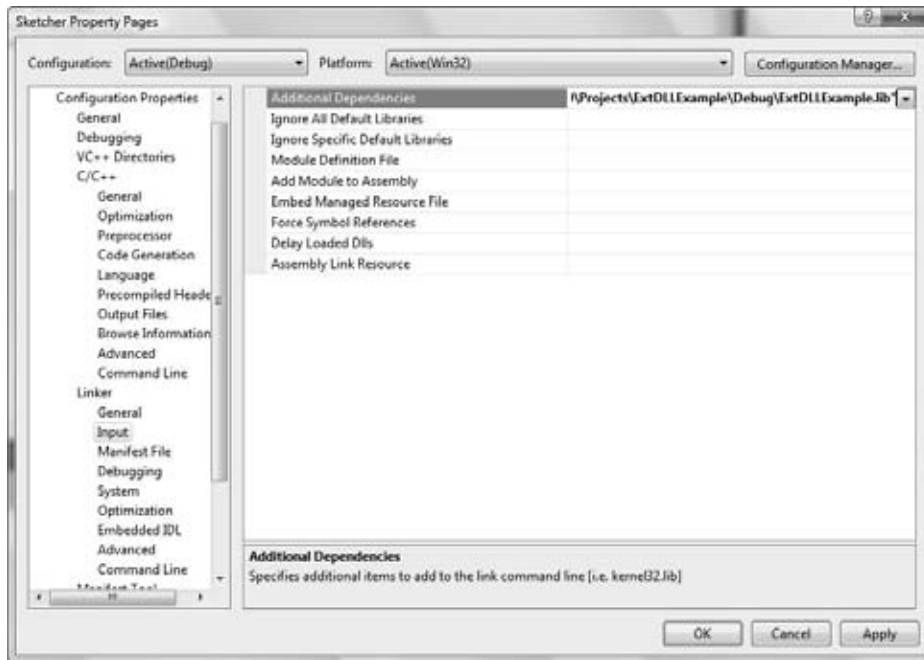 Sketcher Property Pages
Configuration: Active(Debug) Platform: Active(Win32) Configuration Manager...
Configuration Properties
General
Debugging
VC++ Directories
C/C++
General
Optimization
Preprocessor
Code Generation
Language
Precompiled Heade
Output Files
Browse Information
Advanced
Command Line
Linker
General
Input
Manifest File
Debugging
System
Optimization
Embedded IDL
Advanced
Command Line
Manifest Tool
Additional Dependencies \Projects\ExtDLLExample\Debug\ExtDLLExample.lib"
Ignore All Default Libraries
Ignore Specific Default Libraries
Module Definition File
Add Module to Assembly
Embed Managed Resource File
Force Symbol References
Delay Loaded Dlls
Assembly Link Resource
Additional Dependencies
Specifies additional items to add to the link command line [i.e. kernel32.lib]
OK Cancel Apply